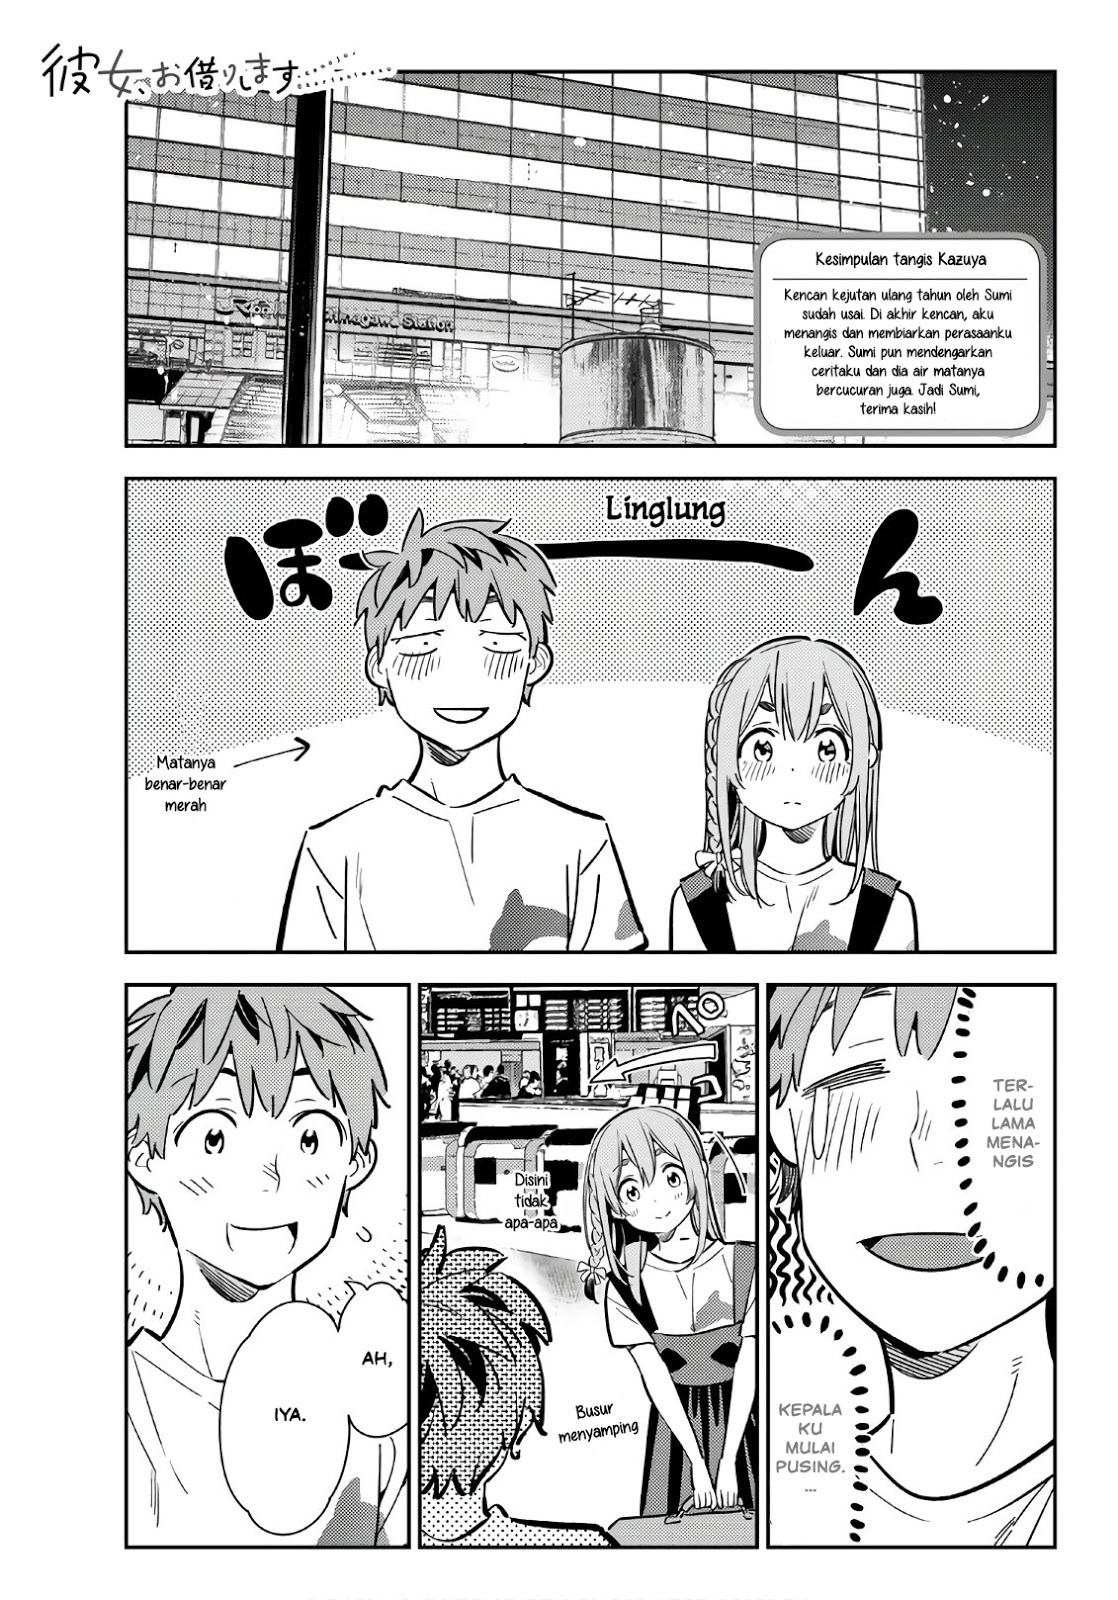 彼女、お借りします
Shinagawa Station
Kesimpulan tangis Kazuya
Kencan kejutan ulang tahun oleh Sumi
sudah usai. Di akhir kencan, aku
menangis dan membiarkan perasaanku
keluar. Sumi pun mendengarkan
ceritaku dan dia air matanya
bercucuran juga. Jadi Sumi,
terima kasih!
Linglung
ぼーん
Matanya
benar-benar
merah
TER-
LALU
LAMA
MENA-
NGIS
KEPALA
KU
MULAI
PUSING.
...
Disini
tidak
apa-apa
Busur
menyamping
AH,
IYA.